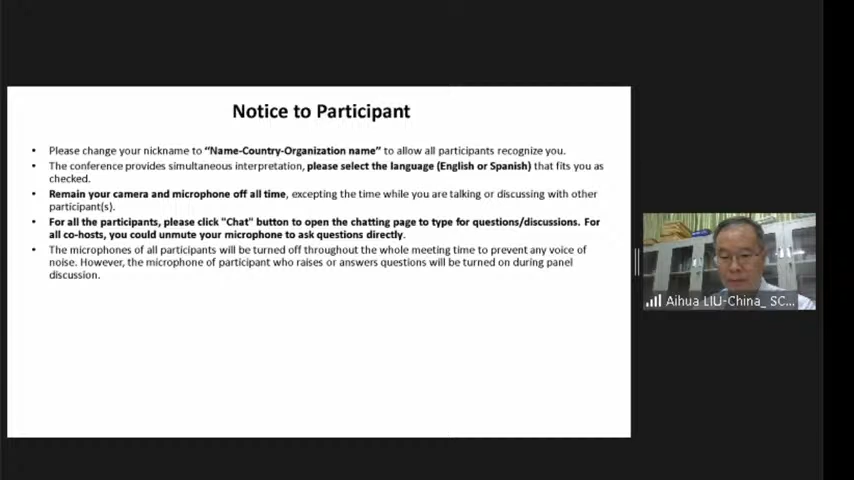 Notice to Participant
• Please change your nickname to “Name-Country-Organization name” to allow all participants recognize you.
• The conference provides simultaneous interpretation, please select the language (English or Spanish) that fits you as
checked.
• Remain your camera and microphone off all time, excepting the time while you are talking or discussing with other
participant(s).
• For all the participants, please click "Chat" button to open the chatting page to type for questions/discussions. For
all co-hosts, you could unmute your microphone to ask questions directly.
• The microphones of all participants will be turned off throughout the whole meeting time to prevent any voice of
noise. However, the microphone of participant who raises or answers questions will be turned on during panel
discussion.
Aihua LIU-China_ SC...